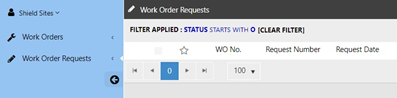 Shield Sites
Work Orders
Work Order Requests
Work Order Requests
FILTER APPLIED : STATUS STARTS WITH O [CLEAR FILTER]
WO No. Request Number Request Date
0 100